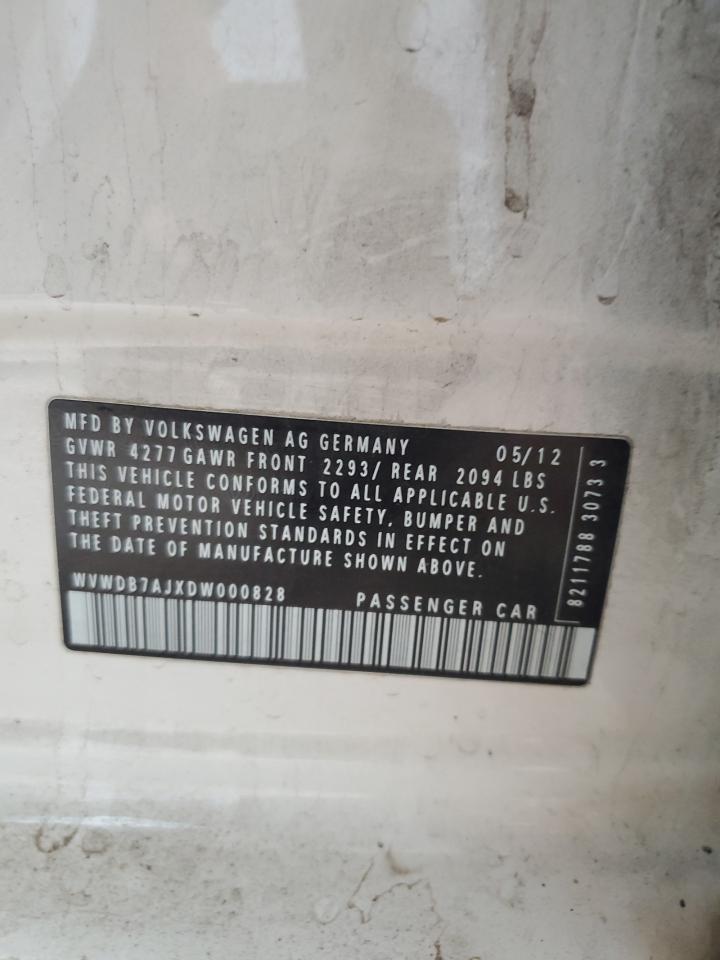 MFD BY VOLKSWAGEN AG GERMANY 05/12
GVWR 4277 GAWR FRONT 2293/ REAR 2094 LBS
THIS VEHICLE CONFORMS TO ALL APPLICABLE U.S.
FEDERAL MOTOR VEHICLE SAFETY, BUMPER AND
THEFT PREVENTION STANDARDS IN EFFECT ON
THE DATE OF MANUFACTURE SHOWN ABOVE.
WVWDB7AJXDW000828 PASSENGER CAR
8211788 3073 3